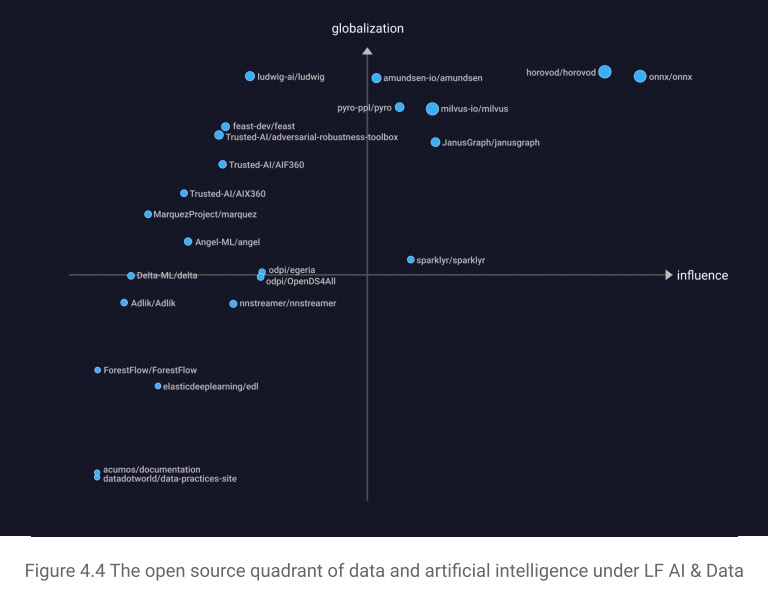 globalization
horovod/horovod
ludwig-ai/ludwig
amundsen-io/amundsen
onnx/onnx
pyro-ppl/pyro
milvus-io/milvus
feast-dev/feast
Trusted-AI/adversarial-robustness-toolbox
JanusGraph/janusgraph
Trusted-AI/AIF360
Trusted-AI/AIX360
MarquezProject/marquez
Angel-ML/angel
sparklyr/sparklyr
odpi/egeria
Delta-ML/delta
influence
odpi/OpenDS4All
Adlik/Adlik
nnstreamer/nnstreamer
ForestFlow/ForestFlow
elasticdeeplearning/edl
acumos/documentation
datadotworld/data-practices-site
Figure 4.4 The open source quadrant of data and artificial intelligence under LF AI & Data